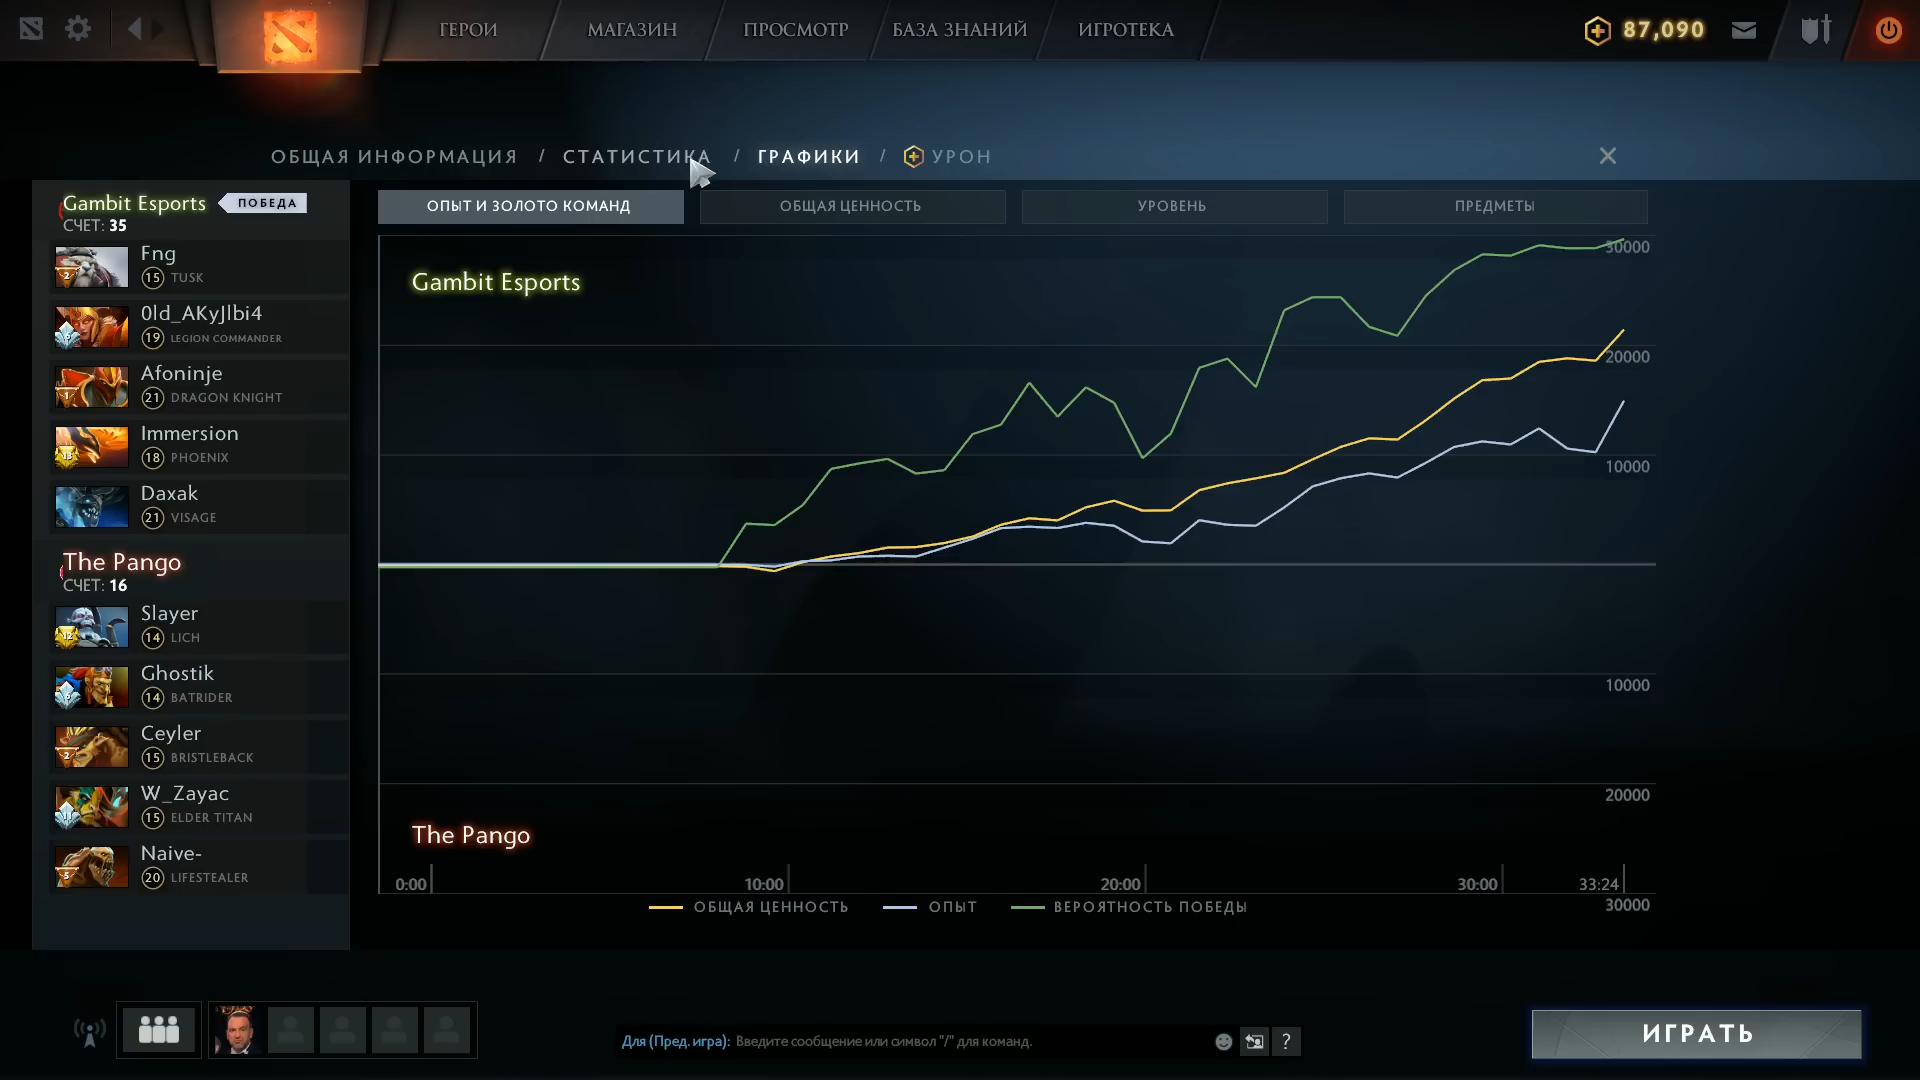 ГЕРОИ
МАГАЗИН
ПРОСМОТР
БАЗА ЗНАНИЙ
ИГРОТЕКА
87,090
ОБЩАЯ ИНФОРМАЦИЯ / СТАТИСТИКА / ГРАФИКИ / УРОН
Gambit Esports ПОБЕДА
СЧЕТ: 35
Fng
15 TUSK
0ld_AKyJlbi4
19 LEGION COMMANDER
Afoninje
21 DRAGON KNIGHT
Immersion
18 PHOENIX
Daxak
21 VISAGE
The Pango
СЧЕТ: 16
Slayer
14 LICH
Ghostik
14 BATRIDER
Ceyler
15 BRISTLEBACK
W_Zayac
15 ELDER TITAN
Naive-
20 LIFESTEALER
ОПЫТ И ЗОЛОТО КОМАНД
ОБЩАЯ ЦЕННОСТЬ
УРОВЕНЬ
ПРЕДМЕТЫ
Gambit Esports
30000
20000
10000
10000
20000
The Pango
0:00
10:00
20:00
30:00
33:24
30000
ОБЩАЯ ЦЕННОСТЬ
ОПЫТ
ВЕРОЯТНОСТЬ ПОБЕДЫ
Для (Пред. игра): Введите сообщение или символ "/" для команд.
?
ИГРАТЬ